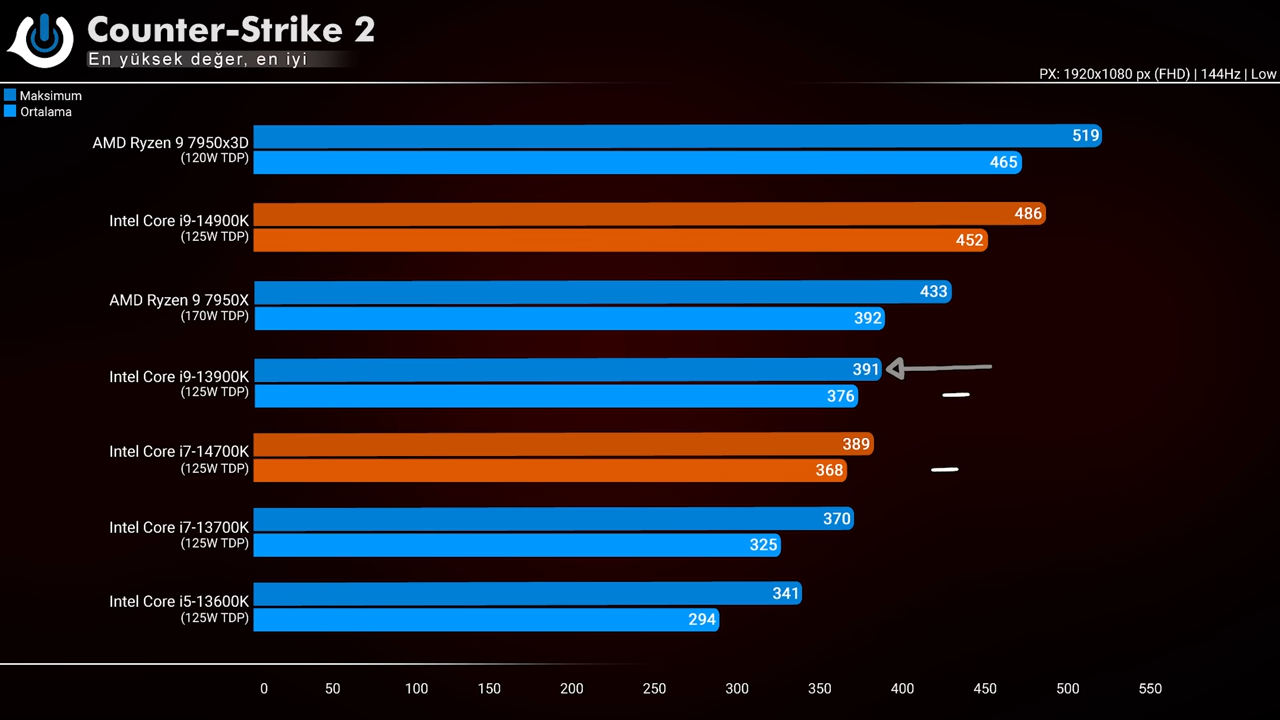 Counter-Strike 2
En yüksek değer, en iyi
PX: 1920x1080 px (FHD) | 144Hz | Low
Maksimum
Ortalama
AMD Ryzen 9 7950x3D
(120W TDP)
519
465
Intel Core i9-14900K
(125W TDP)
486
452
AMD Ryzen 9 7950X
(170W TDP)
433
392
Intel Core i9-13900K
(125W TDP)
391
376
Intel Core i7-14700K
(125W TDP)
389
368
Intel Core i7-13700K
(125W TDP)
370
325
Intel Core i5-13600K
(125W TDP)
341
294
0 50 100 150 200 250 300 350 400 450 500 550